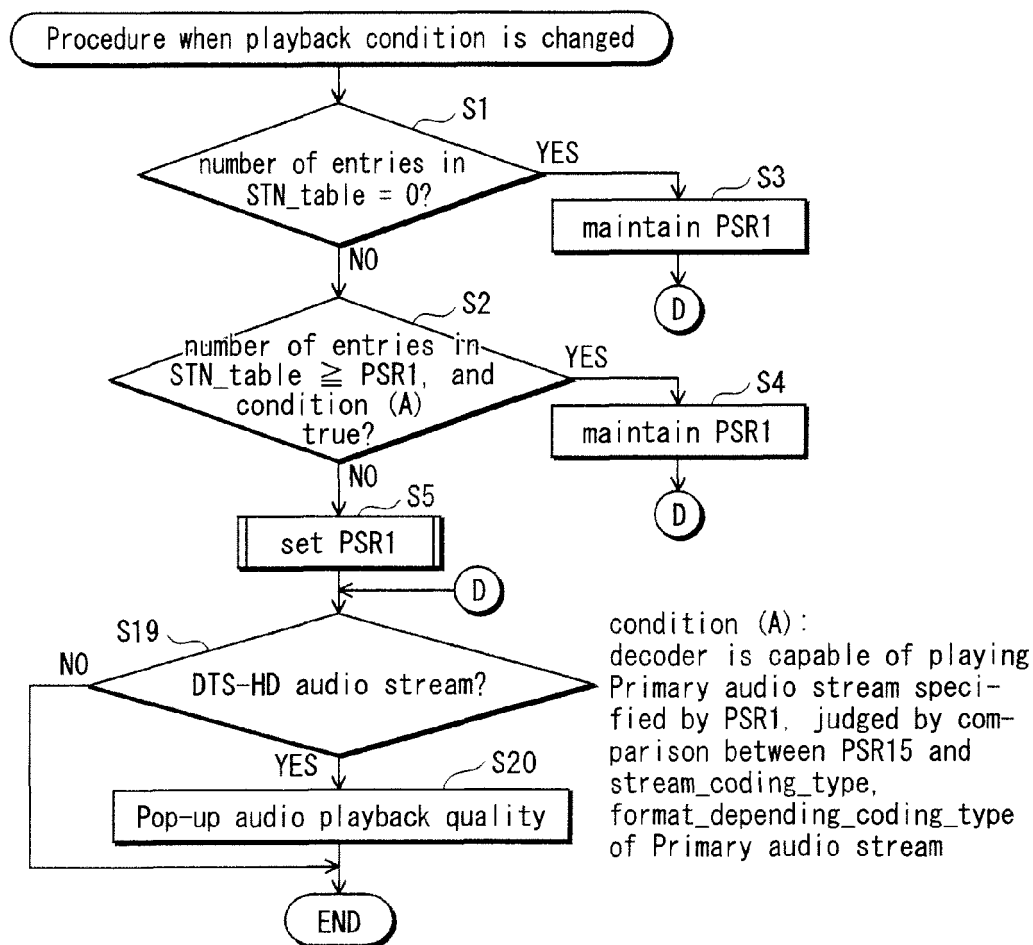 Procedure when playback condition is changed
S1
number of entries in
STN_table = 0?
YES
S3
maintain PSR1
D
NO
S2
number of entries in
STN_table ≧ PSR1, and
condition (A)
true?
YES
S4
maintain PSR1
D
NO
S5
set PSR1
D
S19
NO
DTS-HD audio stream?
YES
S20
Pop-up audio playback quality
END
condition (A):
decoder is capable of playing
Primary audio stream speci-
fied by PSR1, judged by com-
parison between PSR15 and
stream_coding_type,
format_depending_coding_type
of Primary audio stream